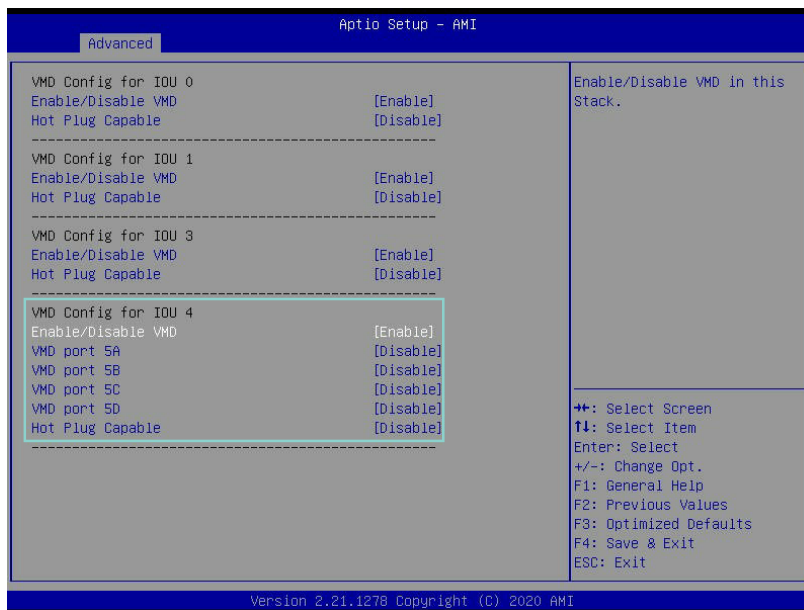 Aptio Setup – AMI
Advanced
VMD Config for IOU 0
Enable/Disable VMD [Enable]
Hot Plug Capable [Disable]
VMD Config for IOU 1
Enable/Disable VMD [Enable]
Hot Plug Capable [Disable]
VMD Config for IOU 3
Enable/Disable VMD [Enable]
Hot Plug Capable [Disable]
VMD Config for IOU 4
Enable/Disable VMD [Enable]
VMD port 5A [Disable]
VMD port 5B [Disable]
VMD port 5C [Disable]
VMD port 5D [Disable]
Hot Plug Capable [Disable]
Enable/Disable VMD in this
Stack.
→←: Select Screen
↑↓: Select Item
Enter: Select
+/-: Change Opt.
F1: General Help
F2: Previous Values
F3: Optimized Defaults
F4: Save & Exit
ESC: Exit
Version 2.21.1278 Copyright (C) 2020 AMI